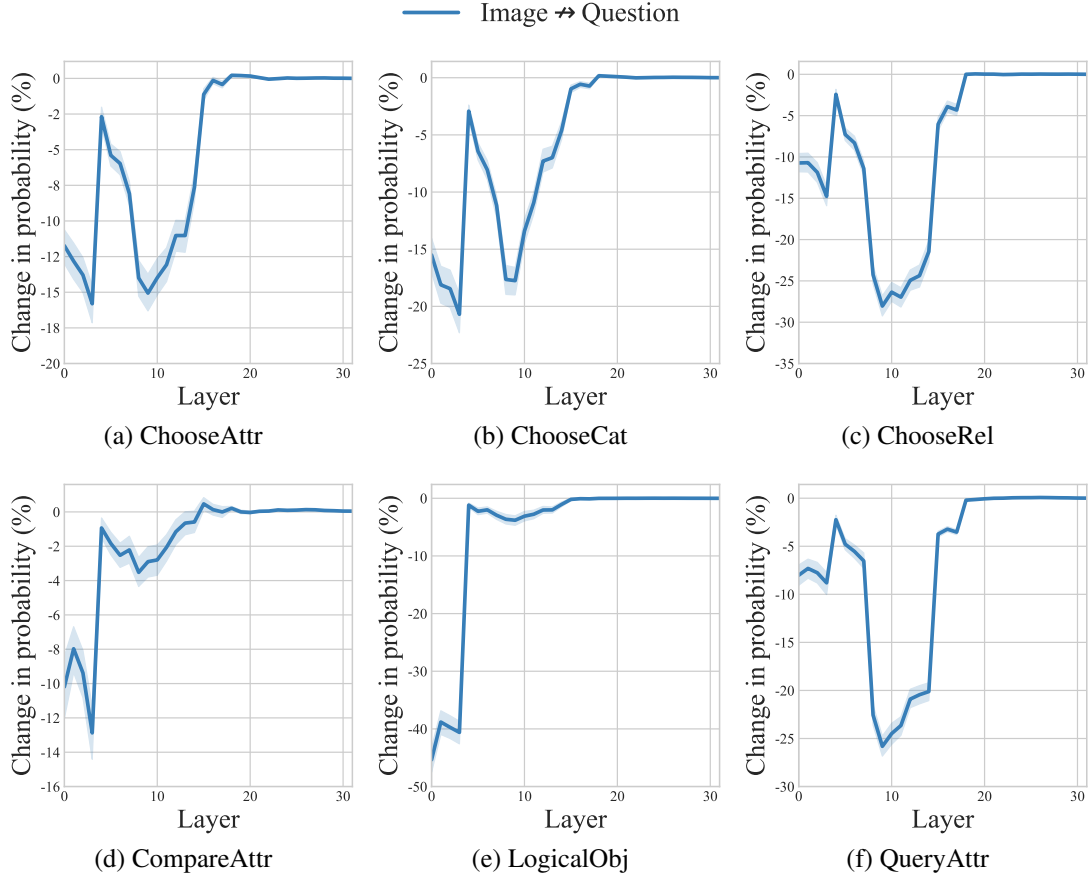 Image ↛ Question
Change in probability (%)
0
-2
-4
-6
-8
-10
-12
-14
-16
-18
-20
0 10 20 30
Layer
(a) ChooseAttr
Change in probability (%)
0
-5
-10
-15
-20
-25
0 10 20 30
Layer
(b) ChooseCat
Change in probability (%)
0
-5
-10
-15
-20
-25
-30
-35
0 10 20 30
Layer
(c) ChooseRel
Change in probability (%)
0
-2
-4
-6
-8
-10
-12
-14
-16
0 10 20 30
Layer
(d) CompareAttr
Change in probability (%)
0
-10
-20
-30
-40
-50
0 10 20 30
Layer
(e) LogicalObj
Change in probability (%)
0
-5
-10
-15
-20
-25
-30
0 10 20 30
Layer
(f) QueryAttr